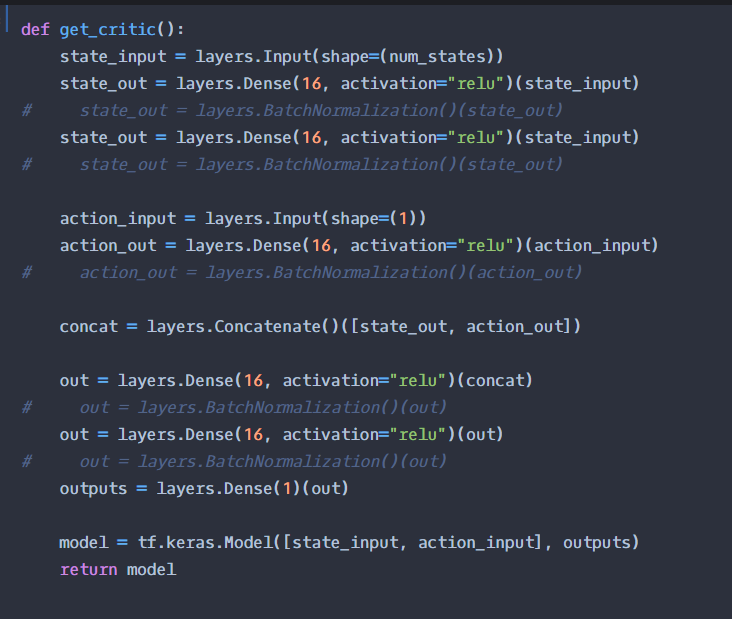 def get_critic():
    state_input = layers.Input(shape=(num_states))
    state_out = layers.Dense(16, activation="relu")(state_input)
#     state_out = layers.BatchNormalization()(state_out)
    state_out = layers.Dense(16, activation="relu")(state_input)
#     state_out = layers.BatchNormalization()(state_out)

    action_input = layers.Input(shape=(1))
    action_out = layers.Dense(16, activation="relu")(action_input)
#     action_out = layers.BatchNormalization()(action_out)

    concat = layers.Concatenate()([state_out, action_out])

    out = layers.Dense(16, activation="relu")(concat)
#     out = layers.BatchNormalization()(out)
    out = layers.Dense(16, activation="relu")(out)
#     out = layers.BatchNormalization()(out)
    outputs = layers.Dense(1)(out)

    model = tf.keras.Model([state_input, action_input], outputs)
    return model